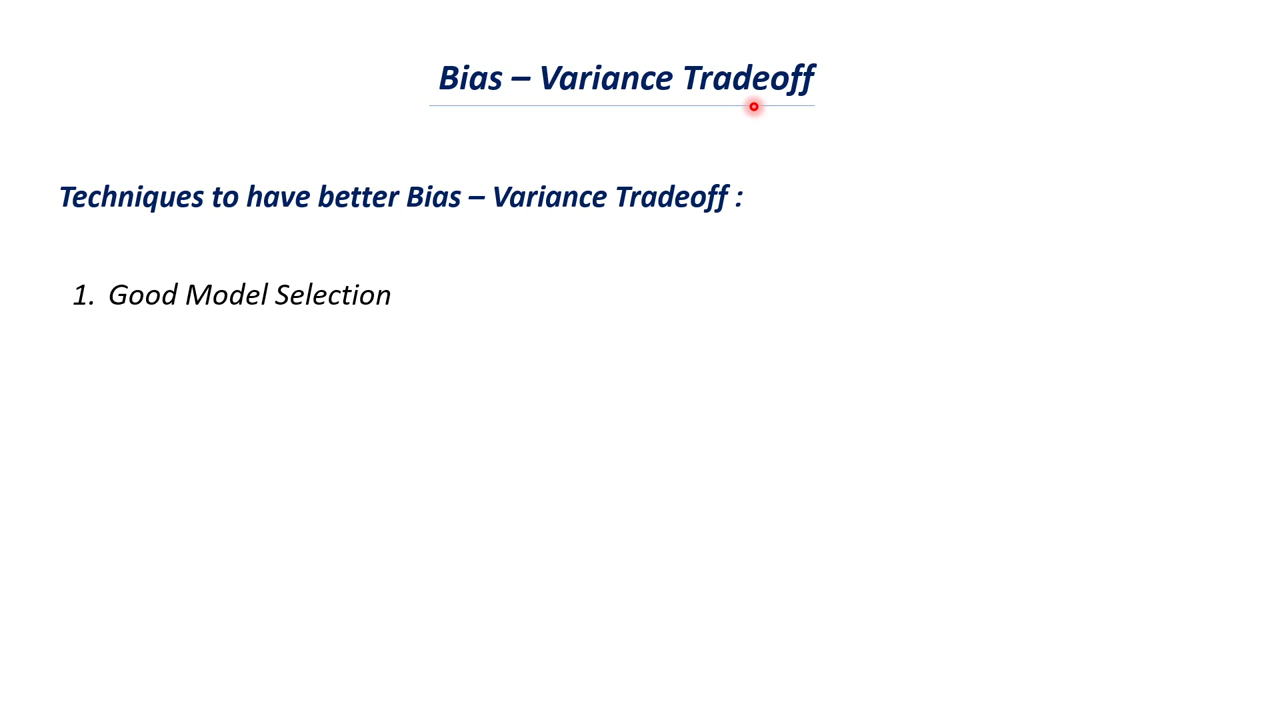 Bias – Variance Tradeoff
Techniques to have better Bias – Variance Tradeoff :
1. Good Model Selection